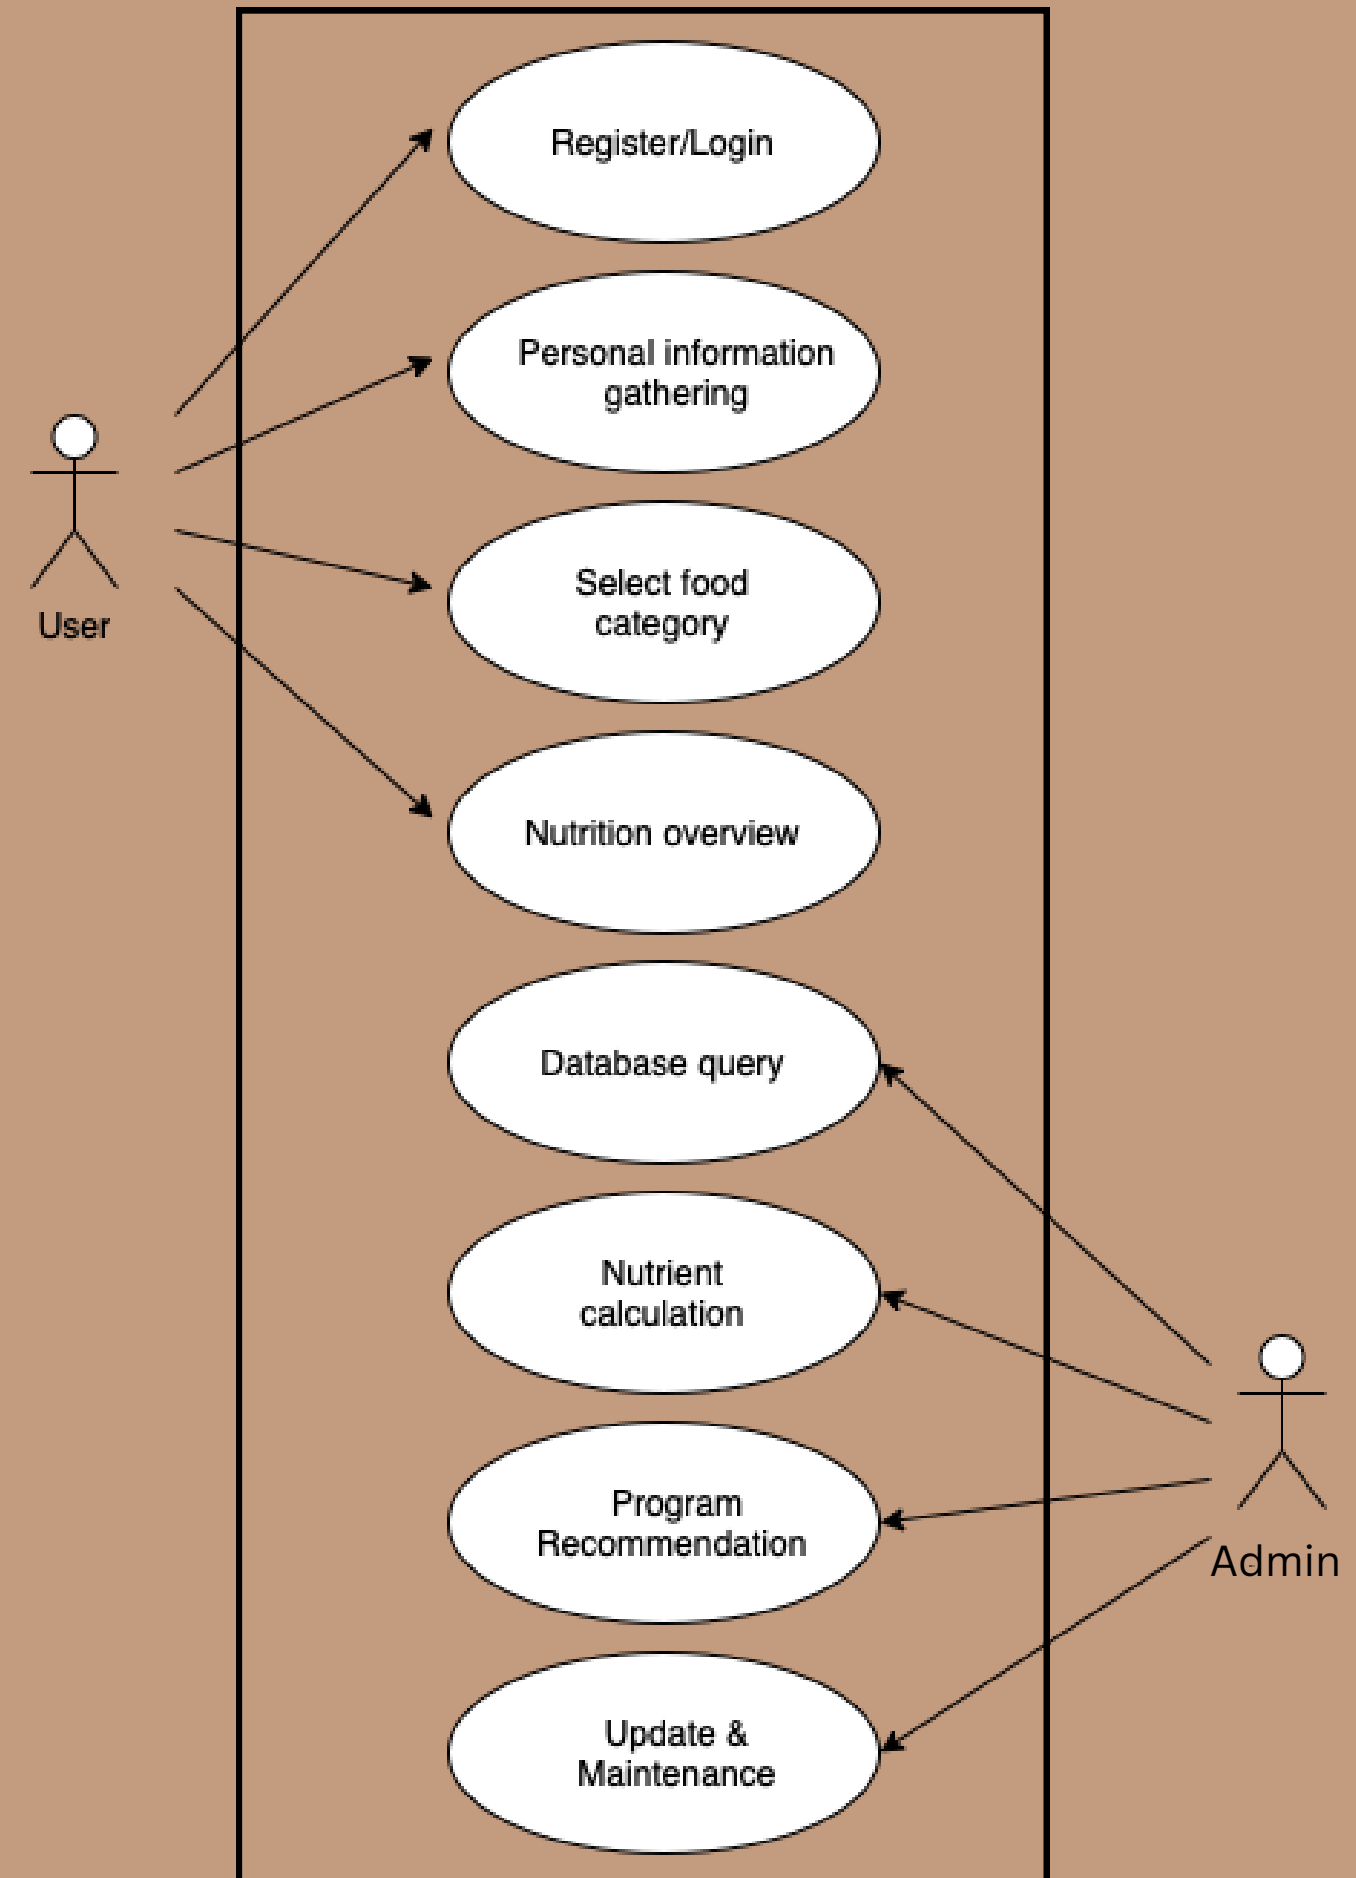 Register/Login
Personal information
gathering
Select food
category
User
Nutrition overview
Database query
Nutrient
calculation
Program
Recommendation
Admin
Update &
Maintenance